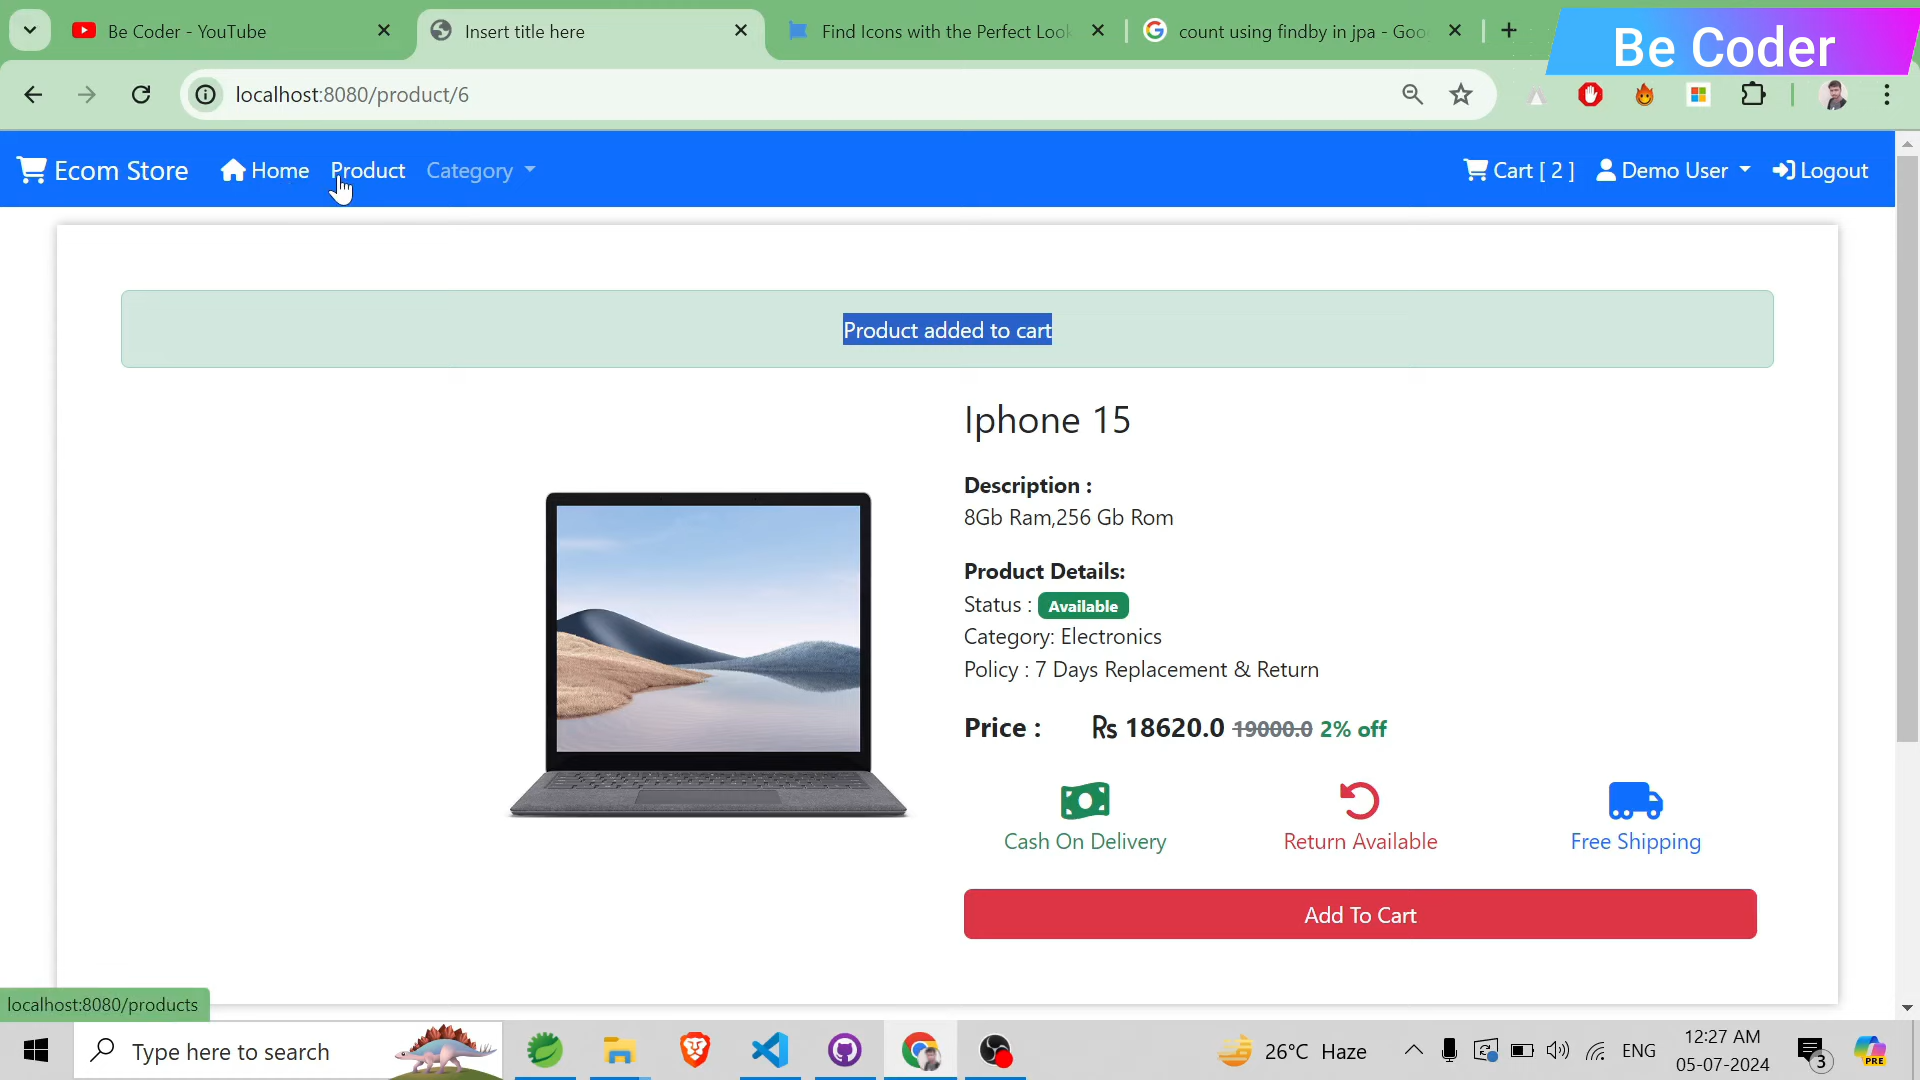 Be Coder - YouTube
Insert title here
Find Icons with the Perfect Look
count using findby in jpa - Goo
Be Coder
localhost:8080/product/6
Ecom Store
Home
Product
Category
Cart [ 2 ]
Demo User
Logout
Product added to cart
Iphone 15
Description :
8Gb Ram,256 Gb Rom
Product Details:
Status : Available
Category: Electronics
Policy : 7 Days Replacement & Return
Price : ₨ 18620.0 19000.0 2% off
Cash On Delivery
Return Available
Free Shipping
Add To Cart
localhost:8080/products
Type here to search
26°C Haze
ENG
12:27 AM
05-07-2024
3
PRE